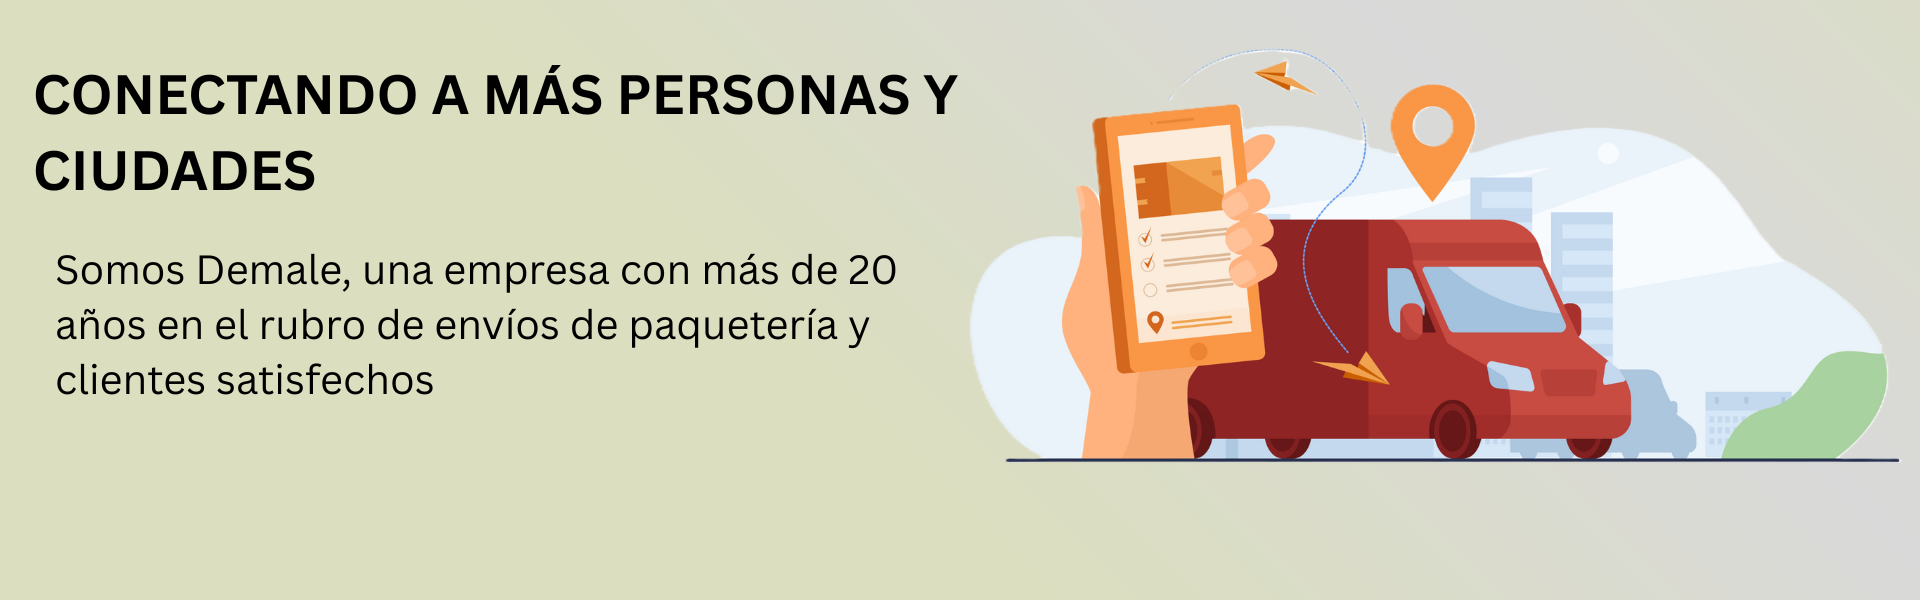 CONECTANDO A MÁS PERSONAS Y
CIUDADES
Somos Demale, una empresa con más de 20
años en el rubro de envíos de paquetería y
clientes satisfechos